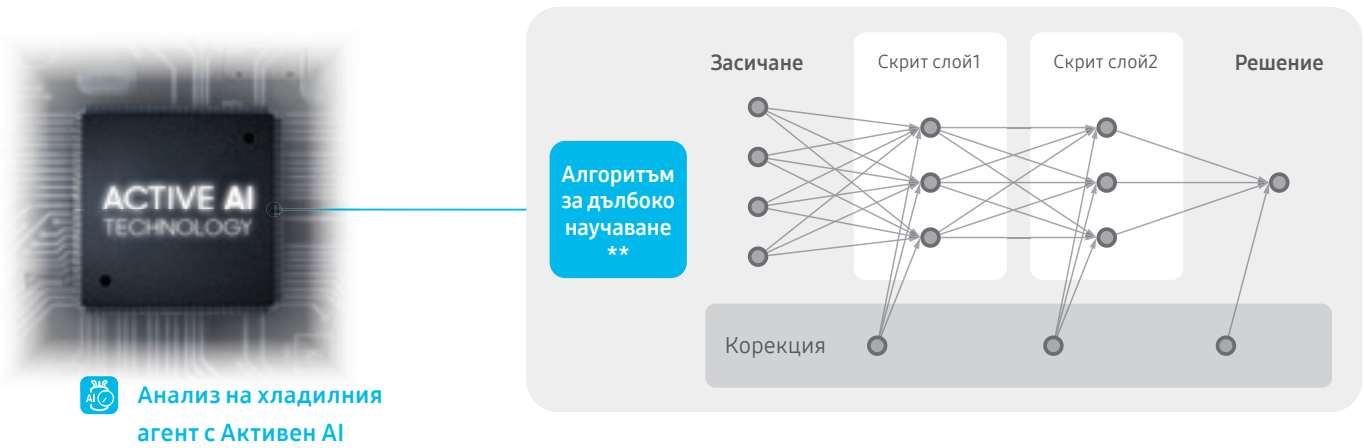 ACTIVE AI
TECHNOLOGY
AI
Анализ на хладилния
агент с Активен AI
Алгоритъм
за дълбоко
научаване
**
Засичане
Скрит слой1
Скрит слой2
Решение
Корекция